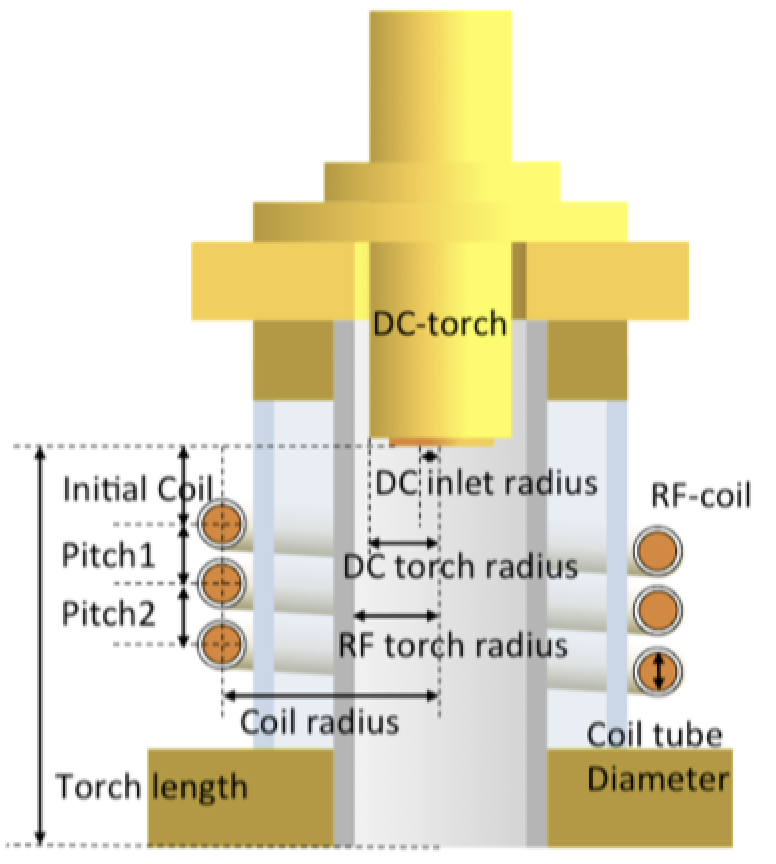 DC-torch
Initial Coil
DC inlet radius
RF-coil
Pitch1
DC torch radius
Pitch2
RF torch radius
Coil radius
Coil tube
Diameter
Torch length